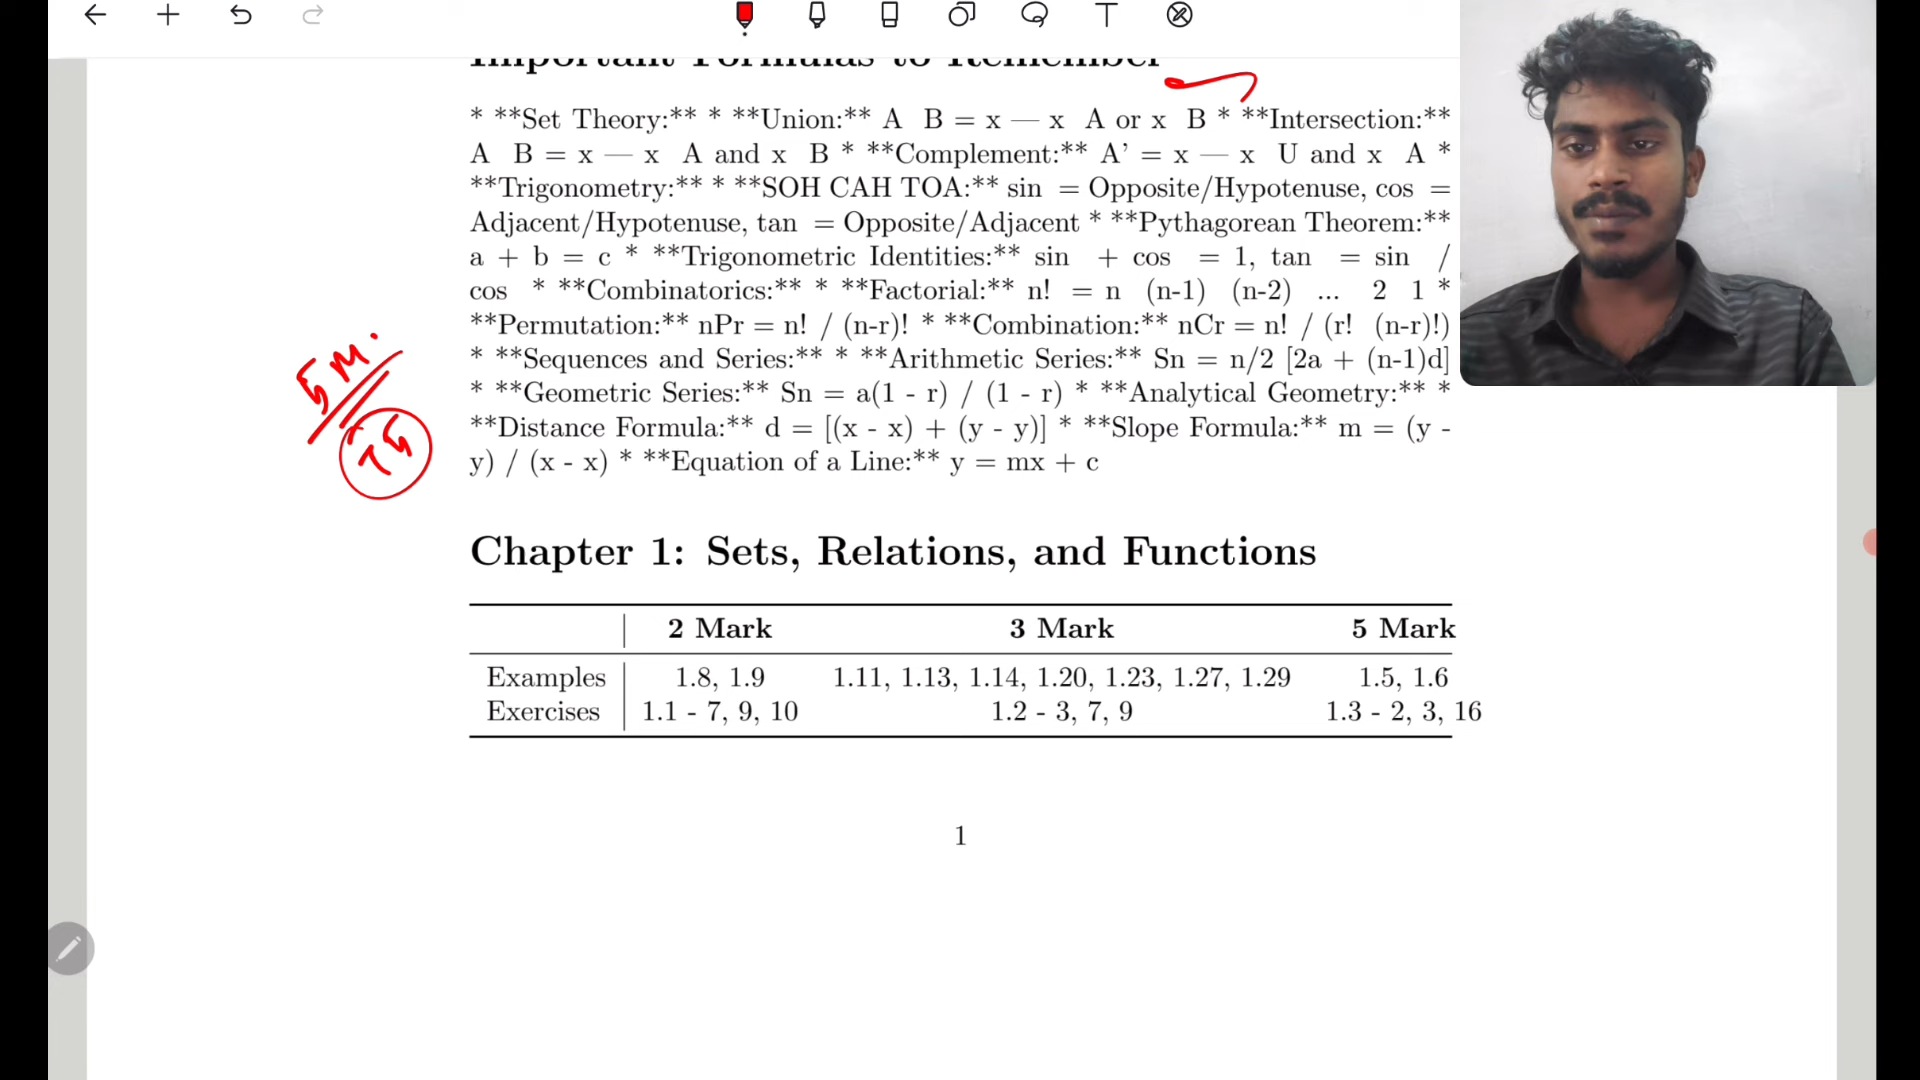 Important Formulas to Remember
* **Set Theory:** * **Union:** A B = x — x A or x B * **Intersection:**
A B = x — x A and x B * **Complement:** A’ = x — x U and x A *
**Trigonometry:** * **SOH CAH TOA:** sin = Opposite/Hypotenuse, cos =
Adjacent/Hypotenuse, tan = Opposite/Adjacent * **Pythagorean Theorem:**
a + b = c * **Trigonometric Identities:** sin + cos = 1, tan = sin /
cos * **Combinatorics:** * **Factorial:** n! = n (n-1) (n-2) ... 2 1 *
**Permutation:** nPr = n! / (n-r)! * **Combination:** nCr = n! / (r! (n-r)!)
* **Sequences and Series:** * **Arithmetic Series:** Sn = n/2 [2a + (n-1)d]
* **Geometric Series:** Sn = a(1 - r) / (1 - r) * **Analytical Geometry:** *
**Distance Formula:** d = [(x - x) + (y - y)] * **Slope Formula:** m = (y -
y) / (x - x) * **Equation of a Line:** y = mx + c
5 M.
Chapter 1: Sets, Relations, and Functions
2 Mark 3 Mark 5 Mark
Examples 1.8, 1.9 1.11, 1.13, 1.14, 1.20, 1.23, 1.27, 1.29 1.5, 1.6
Exercises 1.1 - 7, 9, 10 1.2 - 3, 7, 9 1.3 - 2, 3, 16
1